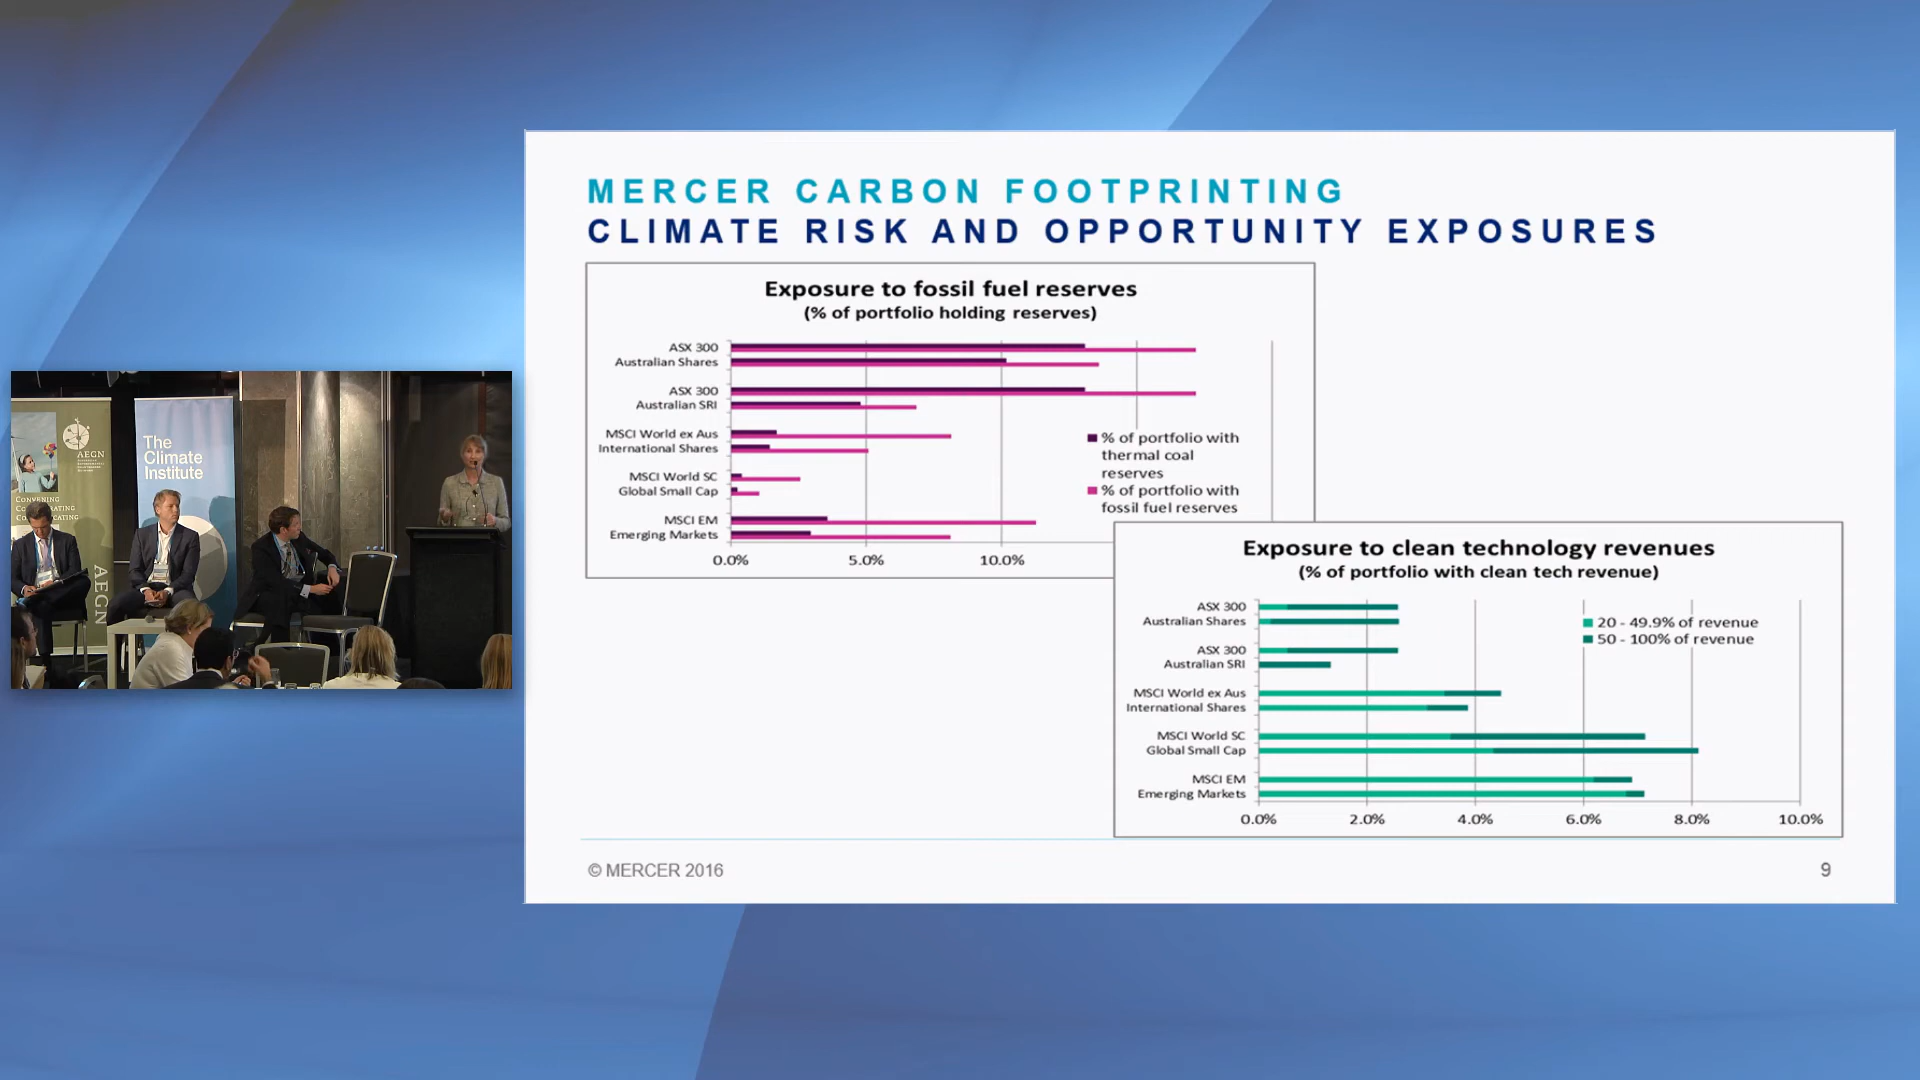 MERCER CARBON FOOTPRINTING
CLIMATE RISK AND OPPORTUNITY EXPOSURES
Exposure to fossil fuel reserves
(% of portfolio holding reserves)
ASX 300
Australian Shares
ASX 300
Australian SRI
MSCI World ex Aus
International Shares
MSCI World SC
Global Small Cap
MSCI EM
Emerging Markets
0.0% 5.0% 10.0%
% of portfolio with
thermal coal
reserves
% of portfolio with
fossil fuel reserves
Exposure to clean technology revenues
(% of portfolio with clean tech revenue)
ASX 300
Australian Shares
ASX 300
Australian SRI
MSCI World ex Aus
International Shares
MSCI World SC
Global Small Cap
MSCI EM
Emerging Markets
0.0% 2.0% 4.0% 6.0% 8.0% 10.0%
20 - 49.9% of revenue
50 - 100% of revenue
© MERCER 2016
9
AEGN
CONVENING
AEGN
The
Climate
Institute